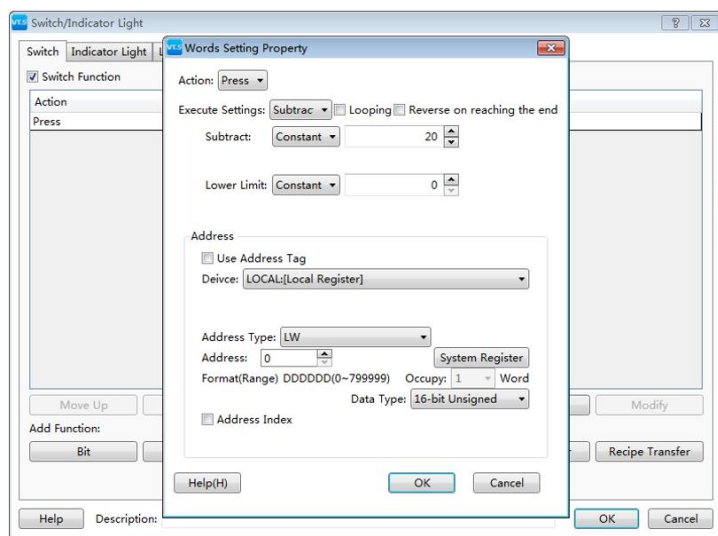 VTS Switch/Indicator Light
Switch Indicator Light L
Switch Function
Action
Press
VTS Words Setting Property
Action: Press
Execute Settings: Subtrac Looping Reverse on reaching the end
Subtract: Constant 20
Lower Limit: Constant 0
Address
Use Address Tag
Deivce: LOCAL:[Local Register]
Address Type: LW
Address: 0 System Register
Format(Range) DDDDDD(0~799999) Occupy: 1 Word
Data Type: 16-bit Unsigned
Address Index
Help(H) OK Cancel
Move Up Modify
Add Function:
Bit Recipe Transfer
Help Description: OK Cancel